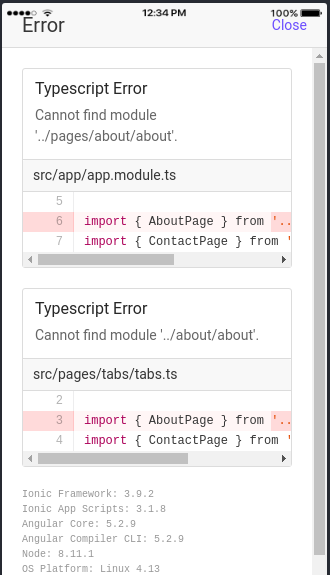 12:34 PM 100%
Error Close
Typescript Error
Cannot find module
'../pages/about/about'.
src/app/app.module.ts
5
6 import { AboutPage } from '..
7 import { ContactPage } from '
Typescript Error
Cannot find module '../about/about'.
src/pages/tabs/tabs.ts
2
3 import { AboutPage } from '..
4 import { ContactPage } from '
Ionic Framework: 3.9.2
Ionic App Scripts: 3.1.8
Angular Core: 5.2.9
Angular Compiler CLI: 5.2.9
Node: 8.11.1
OS Platform: Linux 4.13